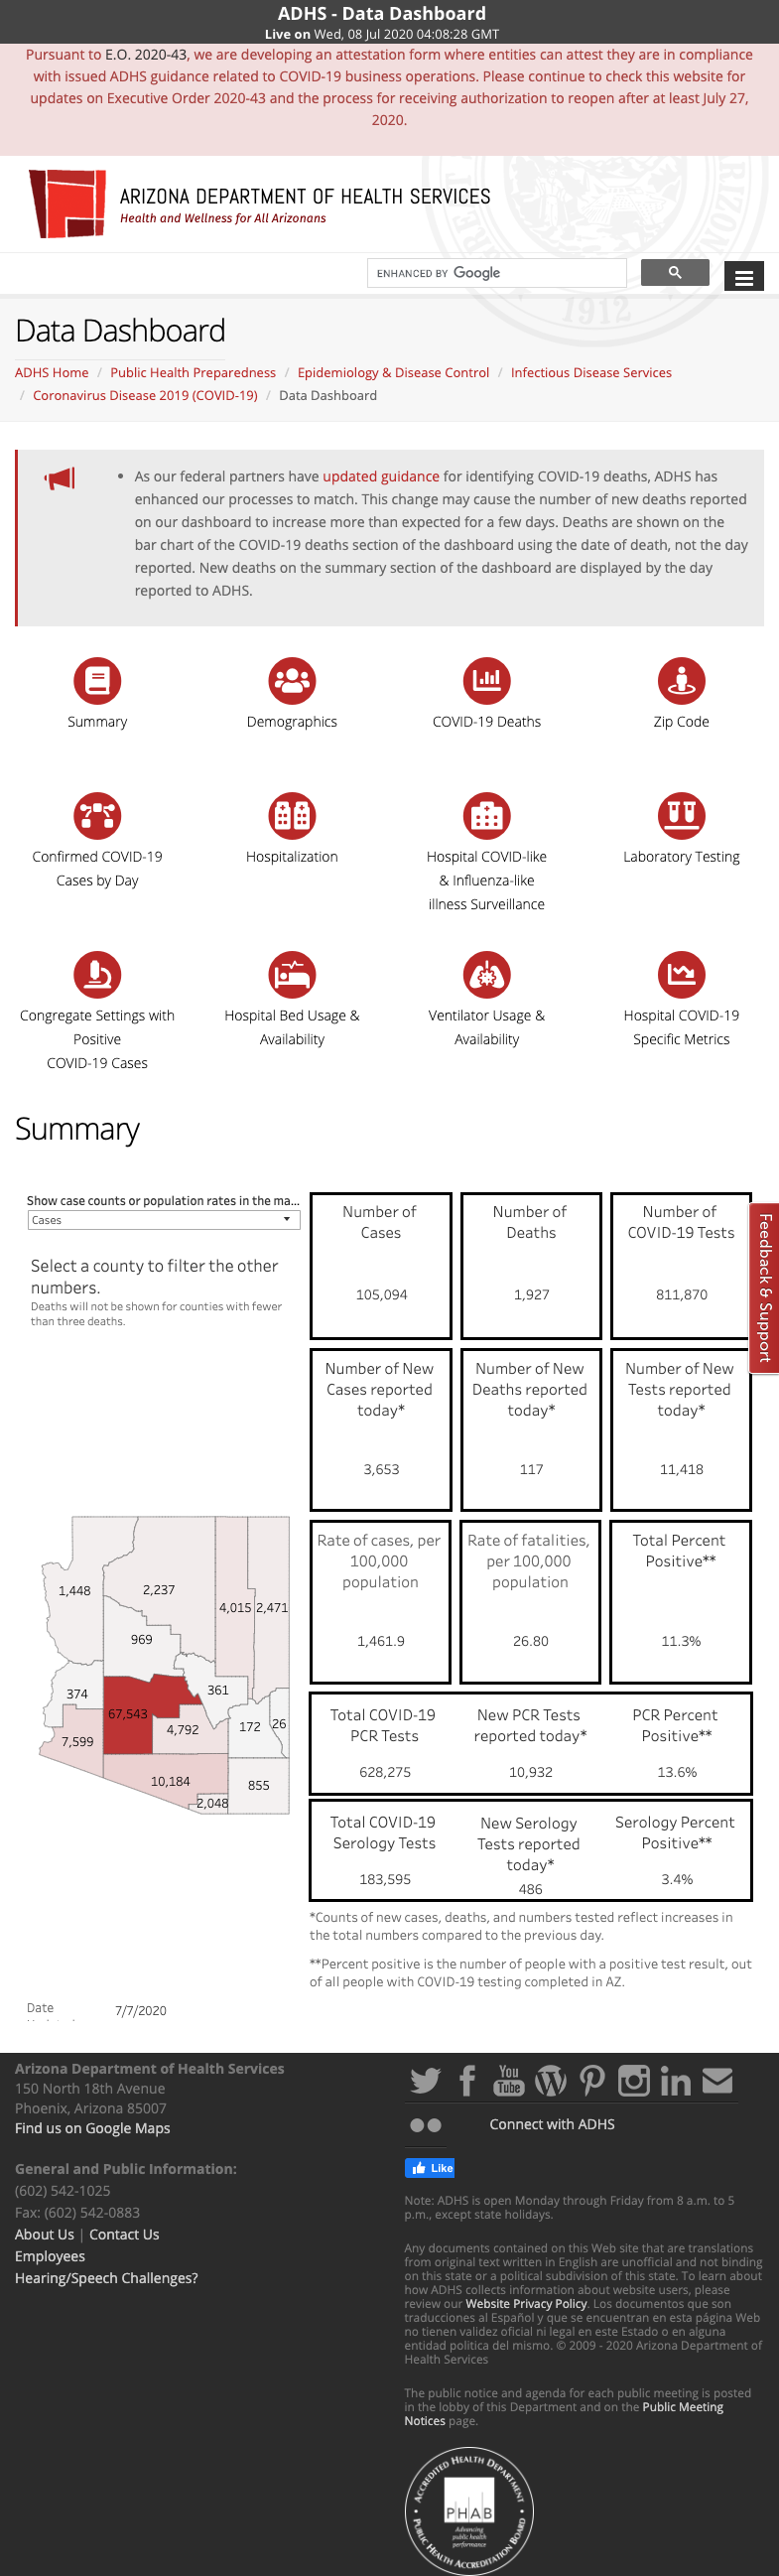 ADHS - Data Dashboard
Live on Wed, 08 Jul 2020 04:08:28 GMT
Pursuant to E.O. 2020-43, we are developing an attestation form where entities can attest they are in compliance
with issued ADHS guidance related to COVID-19 business operations. Please continue to check this website for
updates on Executive Order 2020-43 and the process for receiving authorization to reopen after at least July 27,
2020.
ARIZONA DEPARTMENT OF HEALTH SERVICES
Health and Wellness for All Arizonans
1912
ENHANCED BY Google
Data Dashboard
ADHS Home / Public Health Preparedness / Epidemiology & Disease Control / Infectious Disease Services
/ Coronavirus Disease 2019 (COVID-19) / Data Dashboard
• As our federal partners have updated guidance for identifying COVID-19 deaths, ADHS has
enhanced our processes to match. This change may cause the number of new deaths reported
on our dashboard to increase more than expected for a few days. Deaths are shown on the
bar chart of the COVID-19 deaths section of the dashboard using the date of death, not the day
reported. New deaths on the summary section of the dashboard are displayed by the day
reported to ADHS.
Summary
Demographics
COVID-19 Deaths
Zip Code
Confirmed COVID-19
Cases by Day
Hospitalization
Hospital COVID-like
& Influenza-like
illness Surveillance
Laboratory Testing
Congregate Settings with
Positive
COVID-19 Cases
Hospital Bed Usage &
Availability
Ventilator Usage &
Availability
Hospital COVID-19
Specific Metrics
Summary
Show case counts or population rates in the ma...
Cases
Select a county to filter the other
numbers.
Deaths will not be shown for counties with fewer
than three deaths.
1,448
2,237
4,015
2,471
969
374
361
67,543
4,792
172
26
7,599
10,184
855
2,048
Date
7/7/2020
Number of
Cases
105,094
Number of
Deaths
1,927
Number of
COVID-19 Tests
811,870
Number of New
Cases reported
today*
3,653
Number of New
Deaths reported
today*
117
Number of New
Tests reported
today*
11,418
Rate of cases, per
100,000
population
1,461.9
Rate of fatalities,
per 100,000
population
26.80
Total Percent
Positive**
11.3%
Total COVID-19
PCR Tests
628,275
New PCR Tests
reported today*
10,932
PCR Percent
Positive**
13.6%
Total COVID-19
Serology Tests
183,595
New Serology
Tests reported
today*
486
Serology Percent
Positive**
3.4%
*Counts of new cases, deaths, and numbers tested reflect increases in
the total numbers compared to the previous day.
**Percent positive is the number of people with a positive test result, out
of all people with COVID-19 testing completed in AZ.
Feedback & Support
Arizona Department of Health Services
150 North 18th Avenue
Phoenix, Arizona 85007
Find us on Google Maps
General and Public Information:
(602) 542-1025
Fax: (602) 542-0883
About Us | Contact Us
Employees
Hearing/Speech Challenges?
You
Tube
Connect with ADHS
Like
Note: ADHS is open Monday through Friday from 8 a.m. to 5
p.m., except state holidays.
Any documents contained on this Web site that are translations
from original text written in English are unofficial and not binding
on this state or a political subdivision of this state. To learn about
how ADHS collects information about website users, please
review our Website Privacy Policy. Los documentos que son
traducciones al Español y que se encuentran en esta página Web
no tienen validez oficial ni legal en este Estado o en alguna
entidad politica del mismo. © 2009 - 2020 Arizona Department of
Health Services
The public notice and agenda for each public meeting is posted
in the lobby of this Department and on the Public Meeting
Notices page.
ACCREDITED HEALTH DEPARTMENT
PHAB
Advancing
public health
performance
PUBLIC HEALTH ACCREDITATION BOARD